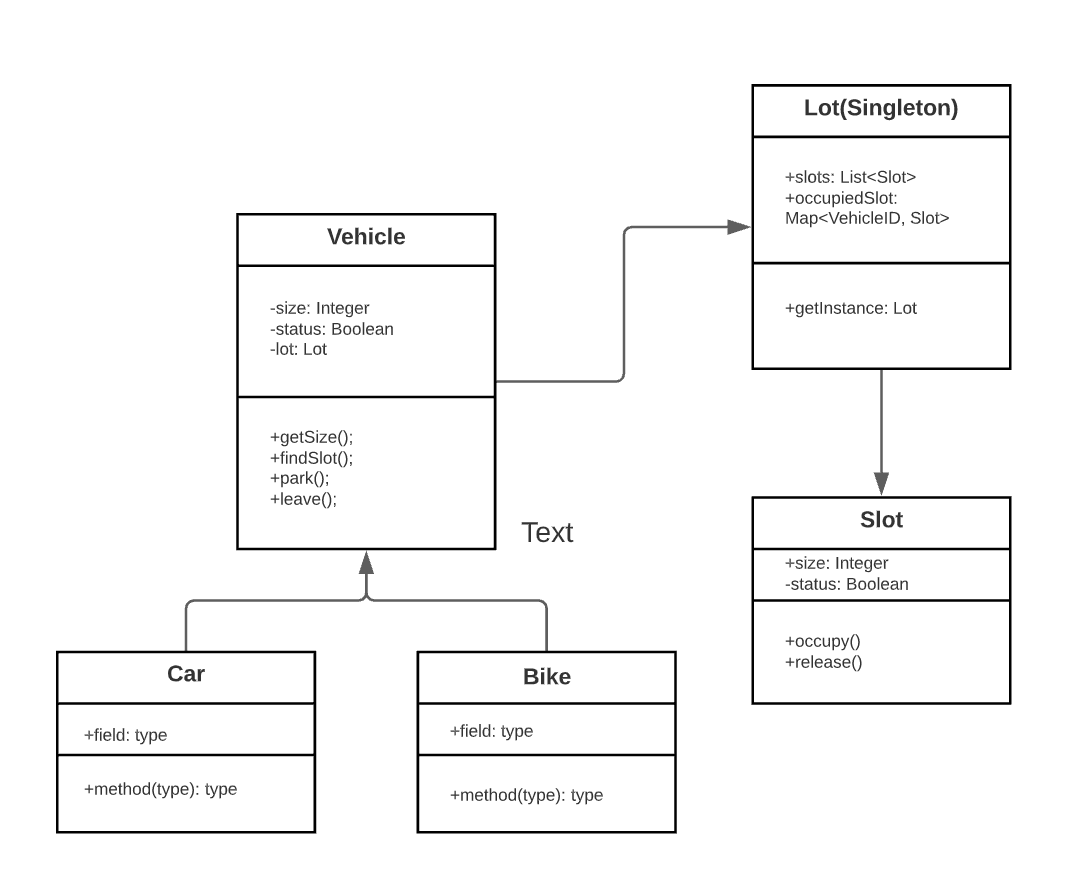 Lot(Singleton)
+slots: List<Slot>
+occupiedSlot:
Map<VehicleID, Slot>
+getInstance: Lot
Vehicle
-size: Integer
-status: Boolean
-lot: Lot
+getSize();
+findSlot();
+park();
+leave();
Text
Slot
+size: Integer
-status: Boolean
+occupy()
+release()
Car
+field: type
+method(type): type
Bike
+field: type
+method(type): type